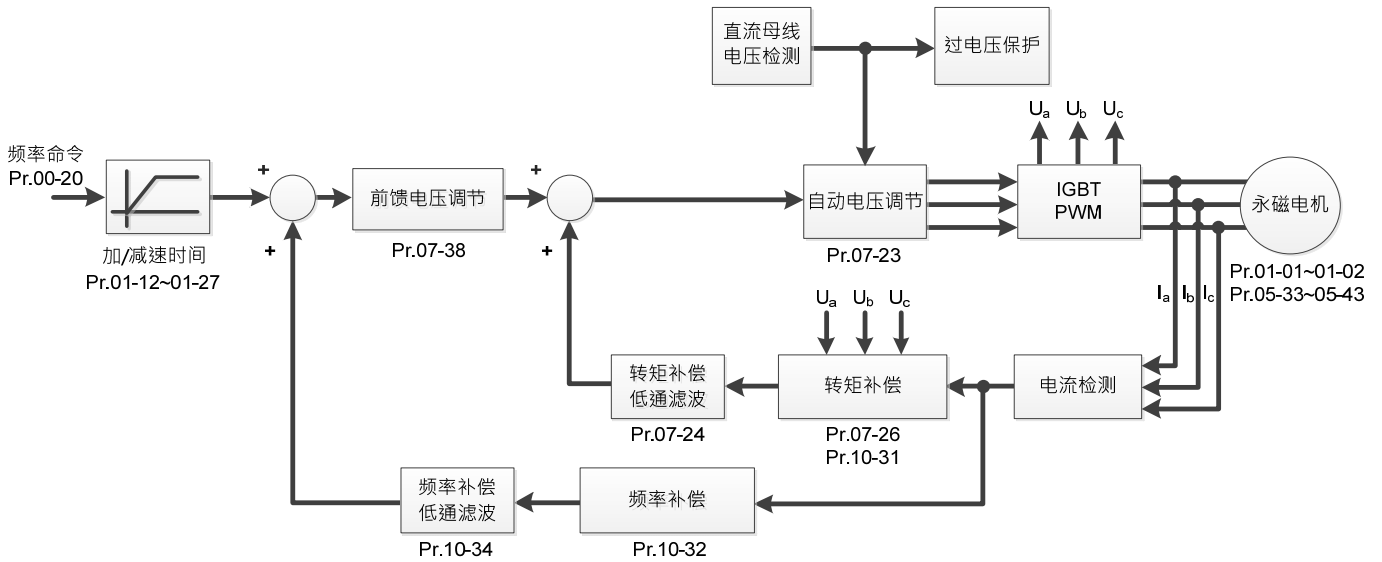 直流母线
电压检测
过电压保护
Ua Ub Uc
频率命令
Pr.00-20
+
+
前馈电压调节
自动电压调节
IGBT
PWM
永磁电机
+
+
加/减速时间
Pr.01-12~01-27
Pr.07-38
Pr.07-23
Pr.01-01~01-02
Pr.05-33~05-43
Ua Ub Uc
Ia Ib Ic
转矩补偿
低通滤波
转矩补偿
电流检测
Pr.07-24
Pr.07-26
Pr.10-31
频率补偿
低通滤波
频率补偿
Pr.10-34
Pr.10-32